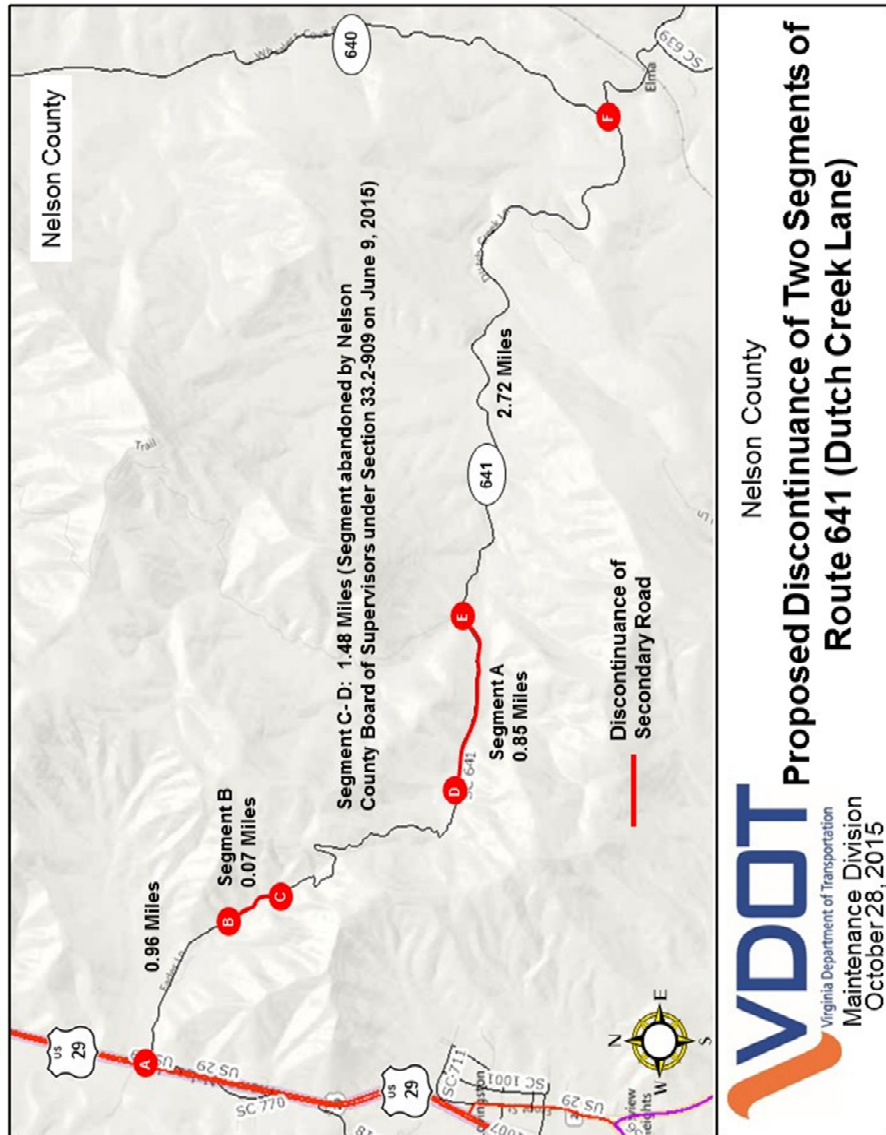 Nelson County
640
SC 639
Elma
F
Segment C- D: 1.48 Miles (Segment abandoned by Nelson
County Board of Supervisors under Section 33.2-909 on June 9, 2015)
Trail
2.72 Miles
641
E
Segment A
0.85 Miles
D
SC 641
Segment B
0.07 Miles
B
C
0.96 Miles
US
29
A
US 29
SC 770
US
29
SC 711
SC 1001
US 29
Discontinuance of
Secondary Road
N
E
S
W
Nelson County
Proposed Discontinuance of Two Segments of
Route 641 (Dutch Creek Lane)
VDOT
Virginia Department of Transportation
Maintenance Division
October 28, 2015